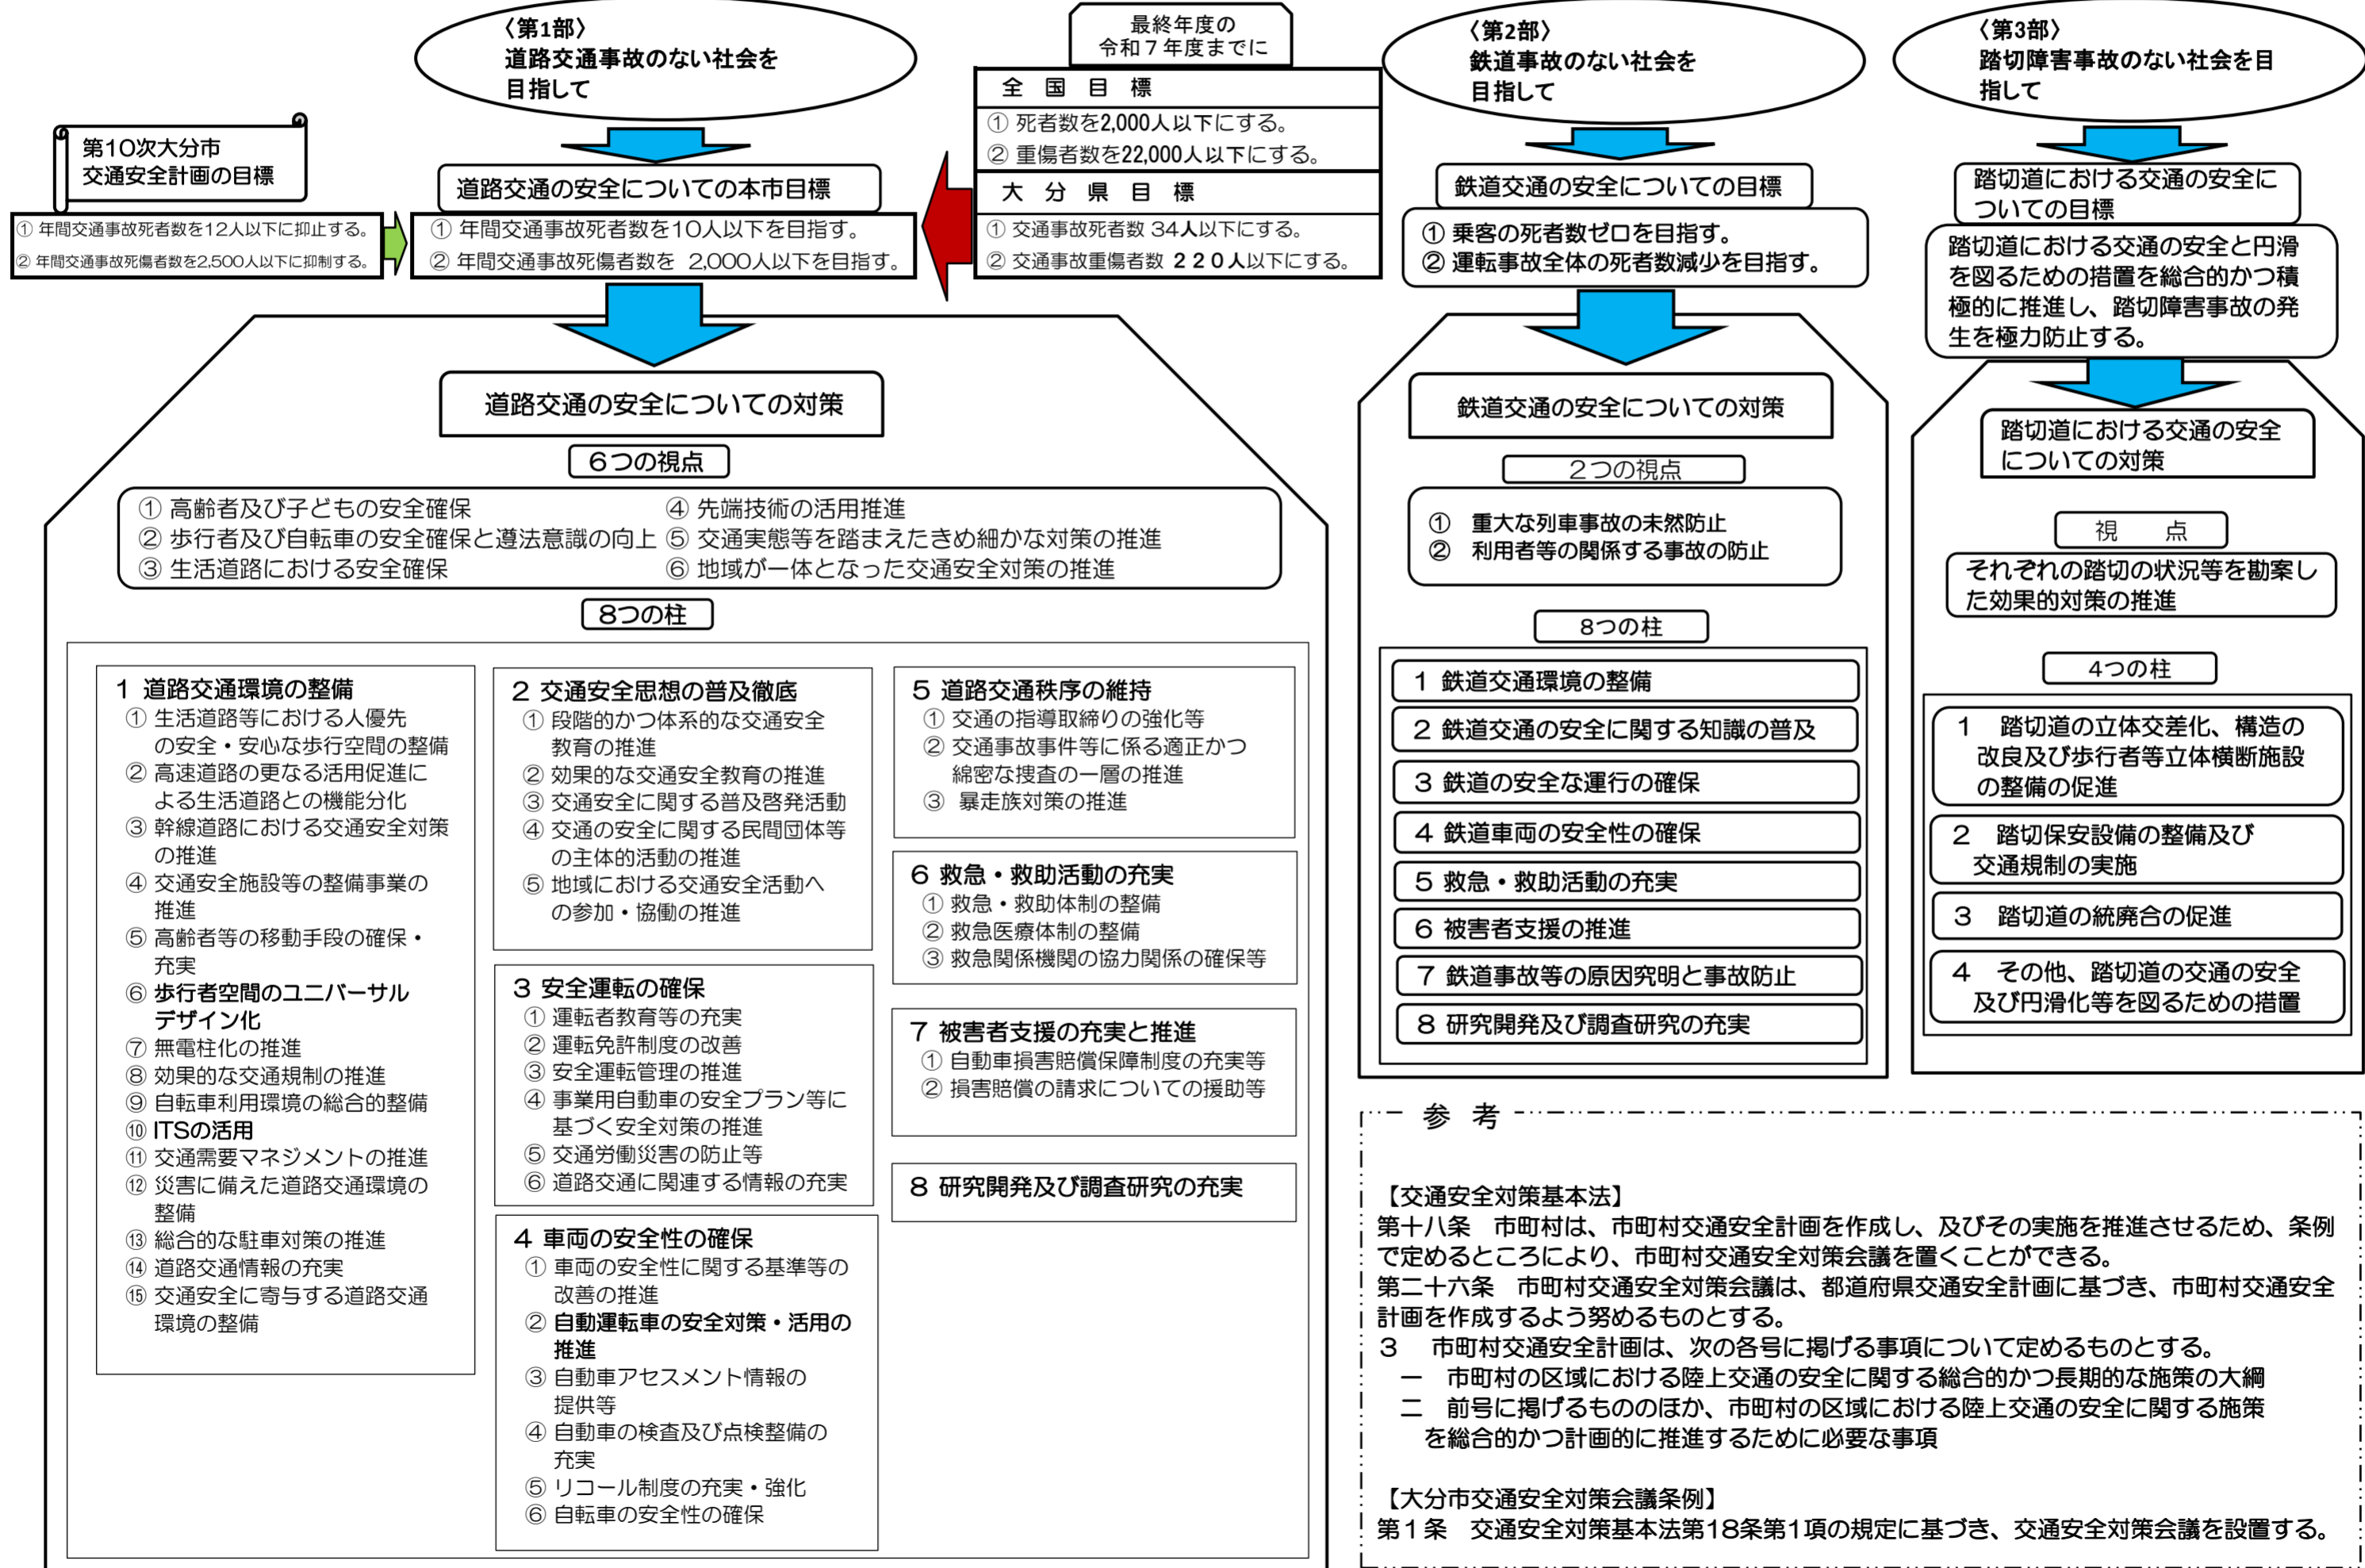 〈第1部〉
道路交通事故のない社会を
目指して
第10次大分市
交通安全計画の目標
① 年間交通事故死者数を12人以下に抑止する。
② 年間交通事故死傷者数を2,500人以下に抑制する。
道路交通の安全についての本市目標
① 年間交通事故死者数を10人以下を目指す。
② 年間交通事故死傷者数を 2,000人以下を目指す。
最終年度の
令和７年度までに
全 国 目 標
① 死者数を2,000人以下にする。
② 重傷者数を22,000人以下にする。
大 分 県 目 標
① 交通事故死者数 34人以下にする。
② 交通事故重傷者数 ２２０人以下にする。
道路交通の安全についての対策
６つの視点
① 高齢者及び子どもの安全確保
② 歩行者及び自転車の安全確保と遵法意識の向上
③ 生活道路における安全確保
④ 先端技術の活用推進
⑤ 交通実態等を踏まえたきめ細かな対策の推進
⑥ 地域が一体となった交通安全対策の推進
８つの柱
１ 道路交通環境の整備
① 生活道路等における人優先
の安全・安心な歩行空間の整備
② 高速道路の更なる活用促進に
よる生活道路との機能分化
③ 幹線道路における交通安全対策
の推進
④ 交通安全施設等の整備事業の
推進
⑤ 高齢者等の移動手段の確保・
充実
⑥ 歩行者空間のユニバーサル
デザイン化
⑦ 無電柱化の推進
⑧ 効果的な交通規制の推進
⑨ 自転車利用環境の総合的整備
⑩ ITSの活用
⑪ 交通需要マネジメントの推進
⑫ 災害に備えた道路交通環境の
整備
⑬ 総合的な駐車対策の推進
⑭ 道路交通情報の充実
⑮ 交通安全に寄与する道路交通
環境の整備
２ 交通安全思想の普及徹底
① 段階的かつ体系的な交通安全
教育の推進
② 効果的な交通安全教育の推進
③ 交通安全に関する普及啓発活動
④ 交通の安全に関する民間団体等
の主体的活動の推進
⑤ 地域における交通安全活動へ
の参加・協働の推進
３ 安全運転の確保
① 運転者教育等の充実
② 運転免許制度の改善
③ 安全運転管理の推進
④ 事業用自動車の安全プラン等に
基づく安全対策の推進
⑤ 交通労働災害の防止等
⑥ 道路交通に関連する情報の充実
４ 車両の安全性の確保
① 車両の安全性に関する基準等の
改善の推進
② 自動運転車の安全対策・活用の
推進
③ 自動車アセスメント情報の
提供等
④ 自動車の検査及び点検整備の
充実
⑤ リコール制度の充実・強化
⑥ 自転車の安全性の確保
５ 道路交通秩序の維持
① 交通の指導取締りの強化等
② 交通事故事件等に係る適正かつ
綿密な捜査の一層の推進
③ 暴走族対策の推進
６ 救急・救助活動の充実
① 救急・救助体制の整備
② 救急医療体制の整備
③ 救急関係機関の協力関係の確保等
７ 被害者支援の充実と推進
① 自動車損害賠償保障制度の充実等
② 損害賠償の請求についての援助等
８ 研究開発及び調査研究の充実
〈第2部〉
鉄道事故のない社会を
目指して
鉄道交通の安全についての目標
① 乗客の死者数ゼロを目指す。
② 運転事故全体の死者数減少を目指す。
鉄道交通の安全についての対策
２つの視点
① 重大な列車事故の未然防止
② 利用者等の関係する事故の防止
8つの柱
１ 鉄道交通環境の整備
２ 鉄道交通の安全に関する知識の普及
３ 鉄道の安全な運行の確保
４ 鉄道車両の安全性の確保
５ 救急・救助活動の充実
６ 被害者支援の推進
７ 鉄道事故等の原因究明と事故防止
８ 研究開発及び調査研究の充実
〈第3部〉
踏切障害事故のない社会を目
指して
踏切道における交通の安全に
ついての目標
踏切道における交通の安全と円滑
を図るための措置を総合的かつ積
極的に推進し、踏切障害事故の発
生を極力防止する。
踏切道における交通の安全
についての対策
視 点
それぞれの踏切の状況等を勘案し
た効果的対策の推進
4つの柱
１ 踏切道の立体交差化、構造の
改良及び歩行者等立体横断施設
の整備の促進
２ 踏切保安設備の整備及び
交通規制の実施
３ 踏切道の統廃合の促進
４ その他、踏切道の交通の安全
及び円滑化等を図るための措置
参 考
【交通安全対策基本法】
第十八条 市町村は、市町村交通安全計画を作成し、及びその実施を推進させるため、条例
で定めるところにより、市町村交通安全対策会議を置くことができる。
第二十六条 市町村交通安全対策会議は、都道府県交通安全計画に基づき、市町村交通安全
計画を作成するよう努めるものとする。
３ 市町村交通安全計画は、次の各号に掲げる事項について定めるものとする。
一 市町村の区域における陸上交通の安全に関する総合的かつ長期的な施策の大綱
二 前号に掲げるもののほか、市町村の区域における陸上交通の安全に関する施策
を総合的かつ計画的に推進するために必要な事項
【大分市交通安全対策会議条例】
第１条 交通安全対策基本法第18条第1項の規定に基づき、交通安全対策会議を設置する。